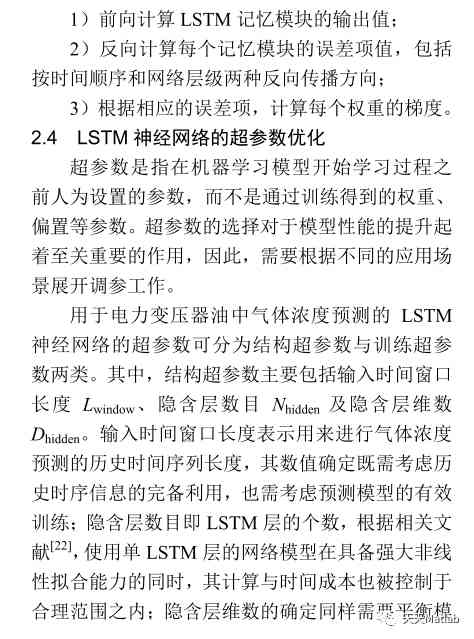 1）前向计算 LSTM 记忆模块的输出值；
2）反向计算每个记忆模块的误差项值，包括
按时间顺序和网络层级两种反向传播方向；
3）根据相应的误差项，计算每个权重的梯度。
2.4 LSTM 神经网络的超参数优化
超参数是指在机器学习模型开始学习过程之
前人为设置的参数，而不是通过训练得到的权重、
偏置等参数。超参数的选择对于模型性能的提升起
着至关重要的作用，因此，需要根据不同的应用场
景展开调参工作。
用于电力变压器油中气体浓度预测的 LSTM
神经网络的超参数可分为结构超参数与训练超参
数两类。其中，结构超参数主要包括输入时间窗口
长度 Lwindow、隐含层数目 Nhidden 及隐含层维数
Dhidden。输入时间窗口长度表示用来进行气体浓度
预测的历史时间序列长度，其数值确定既需考虑历
史时序信息的完备利用，也需考虑预测模型的有效
训练；隐含层数目即 LSTM 层的个数，根据相关文
献[22]，使用单 LSTM 层的网络模型在具备强大非线
性拟合能力的同时，其计算与时间成本也被控制于
合理范围之内；隐含层维数的确定同样需要平衡模
天天Matlab